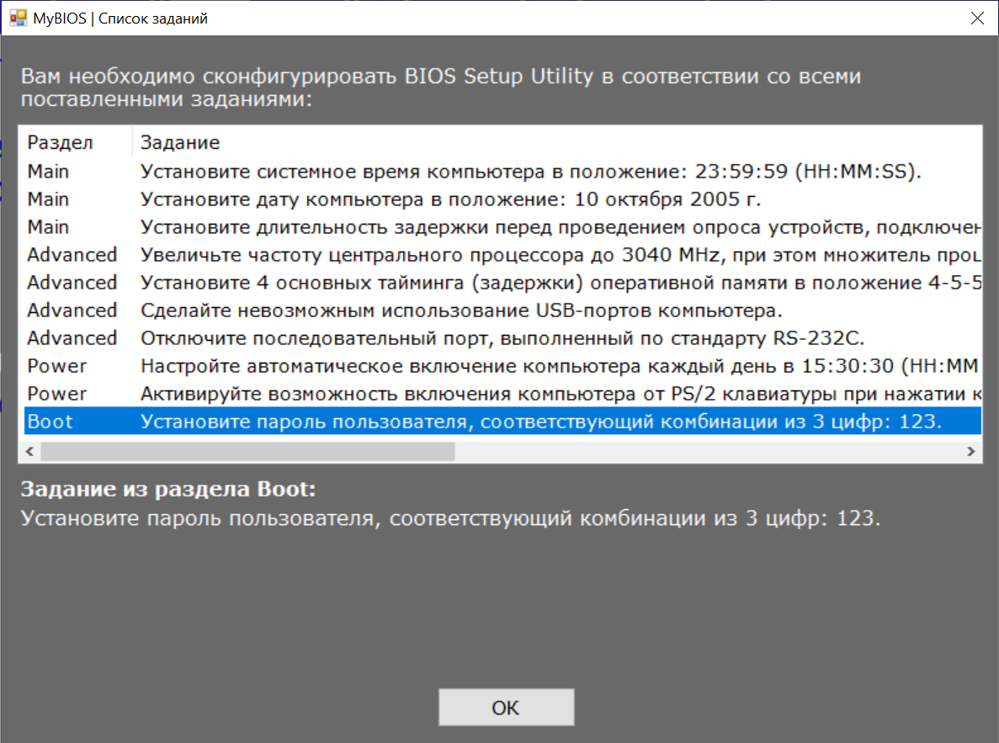 MyBIOS | Список заданий
Вам необходимо сконфигурировать BIOS Setup Utility в соответствии со всеми
поставленными заданиями:
Раздел Задание
Main Установите системное время компьютера в положение: 23:59:59 (HH:MM:SS).
Main Установите дату компьютера в положение: 10 октября 2005 г.
Main Установите длительность задержки перед проведением опроса устройств, подключен
Advanced Увеличьте частоту центрального процессора до 3040 MHz, при этом множитель проц
Advanced Установите 4 основных тайминга (задержки) оперативной памяти в положение 4-5-5
Advanced Сделайте невозможным использование USB-портов компьютера.
Advanced Отключите последовательный порт, выполненный по стандарту RS-232C.
Power Настройте автоматическое включение компьютера каждый день в 15:30:30 (HH:MM
Power Активируйте возможность включения компьютера от PS/2 клавиатуры при нажатии к
Boot Установите пароль пользователя, соответствующий комбинации из 3 цифр: 123.
Задание из раздела Boot:
Установите пароль пользователя, соответствующий комбинации из 3 цифр: 123.
ОК